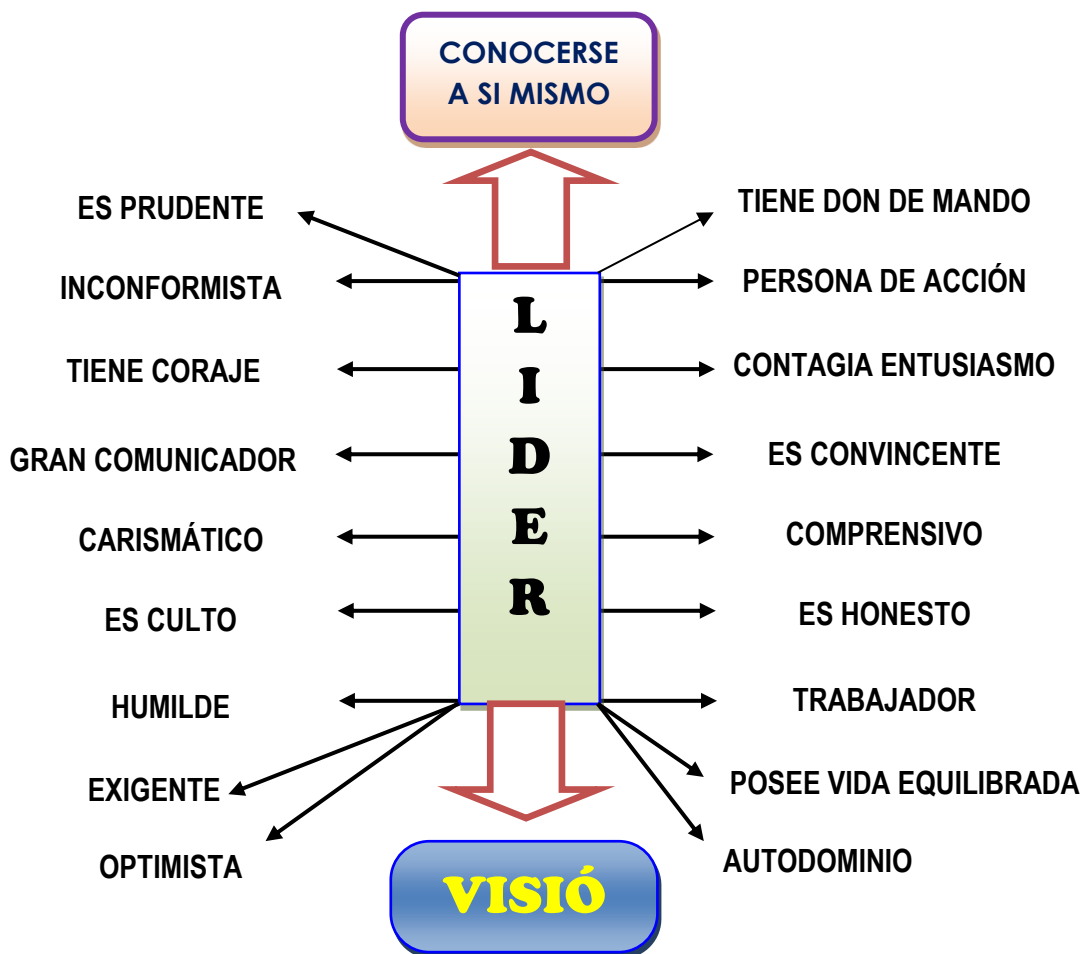 CONOCERSE
A SI MISMO
ES PRUDENTE
TIENE DON DE MANDO
INCONFORMISTA
PERSONA DE ACCIÓN
TIENE CORAJE
CONTAGIA ENTUSIASMO
GRAN COMUNICADOR
ES CONVINCENTE
CARISMÁTICO
COMPRENSIVO
ES CULTO
ES HONESTO
HUMILDE
TRABAJADOR
EXIGENTE
POSEE VIDA EQUILIBRADA
OPTIMISTA
AUTODOMINIO
L
I
D
E
R
VISIÓ